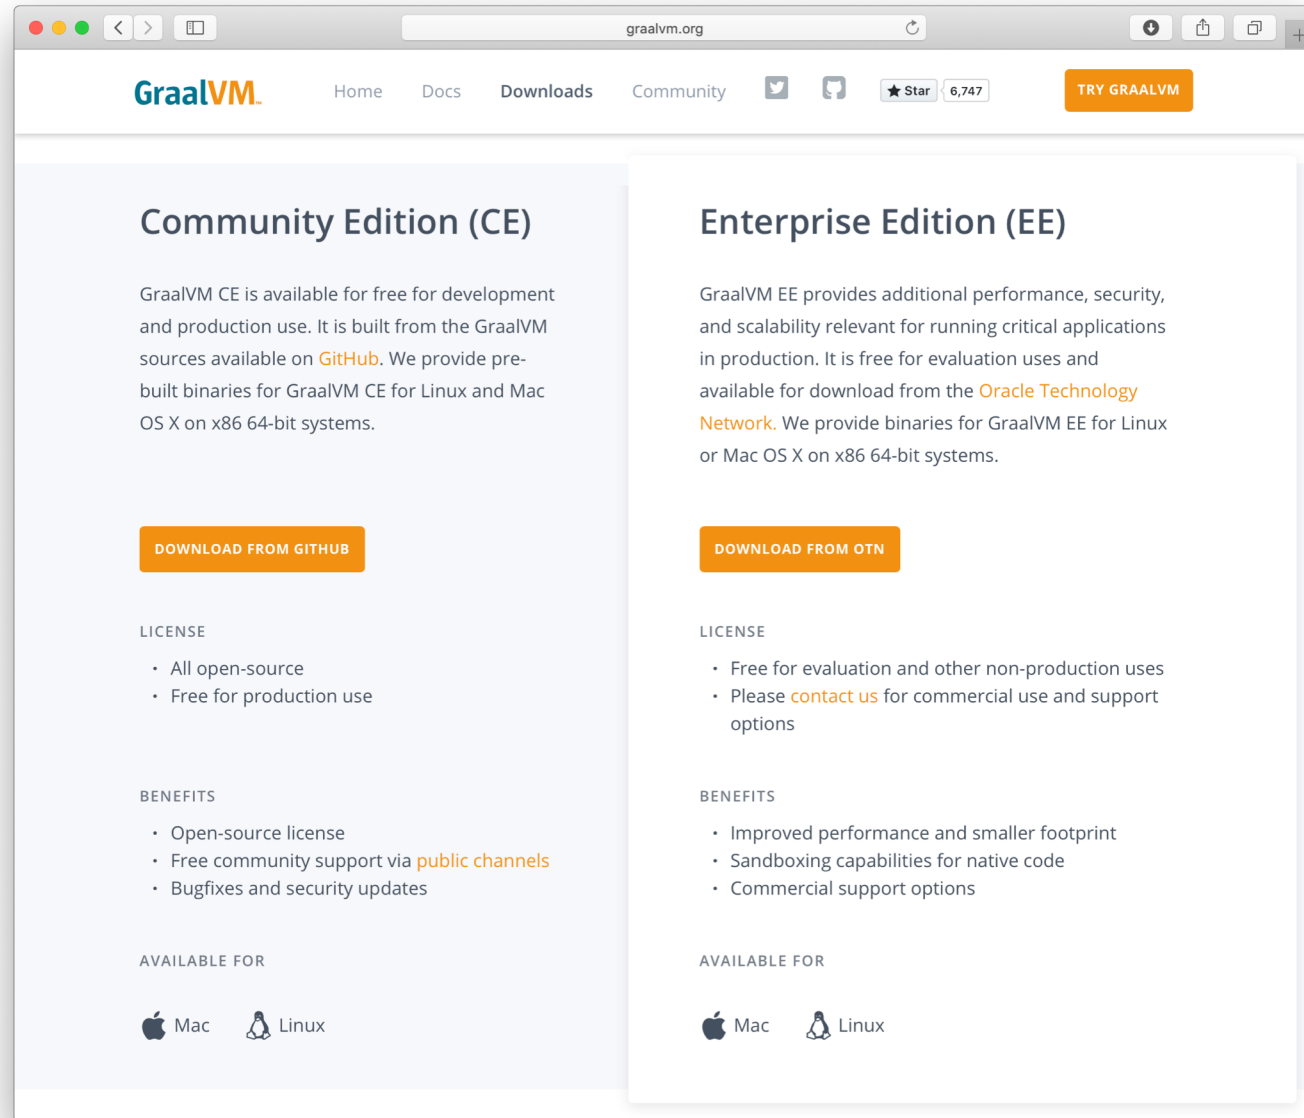 graalvm.org
GraalVM™ Home Docs Downloads Community Star 6,747 TRY GRAALVM
Community Edition (CE)
GraalVM CE is available for free for development
and production use. It is built from the GraalVM
sources available on GitHub. We provide pre-
built binaries for GraalVM CE for Linux and Mac
OS X on x86 64-bit systems.
DOWNLOAD FROM GITHUB
LICENSE
• All open-source
• Free for production use
BENEFITS
• Open-source license
• Free community support via public channels
• Bugfixes and security updates
AVAILABLE FOR
Mac Linux
Enterprise Edition (EE)
GraalVM EE provides additional performance, security,
and scalability relevant for running critical applications
in production. It is free for evaluation uses and
available for download from the Oracle Technology
Network. We provide binaries for GraalVM EE for Linux
or Mac OS X on x86 64-bit systems.
DOWNLOAD FROM OTN
LICENSE
• Free for evaluation and other non-production uses
• Please contact us for commercial use and support
options
BENEFITS
• Improved performance and smaller footprint
• Sandboxing capabilities for native code
• Commercial support options
AVAILABLE FOR
Mac Linux